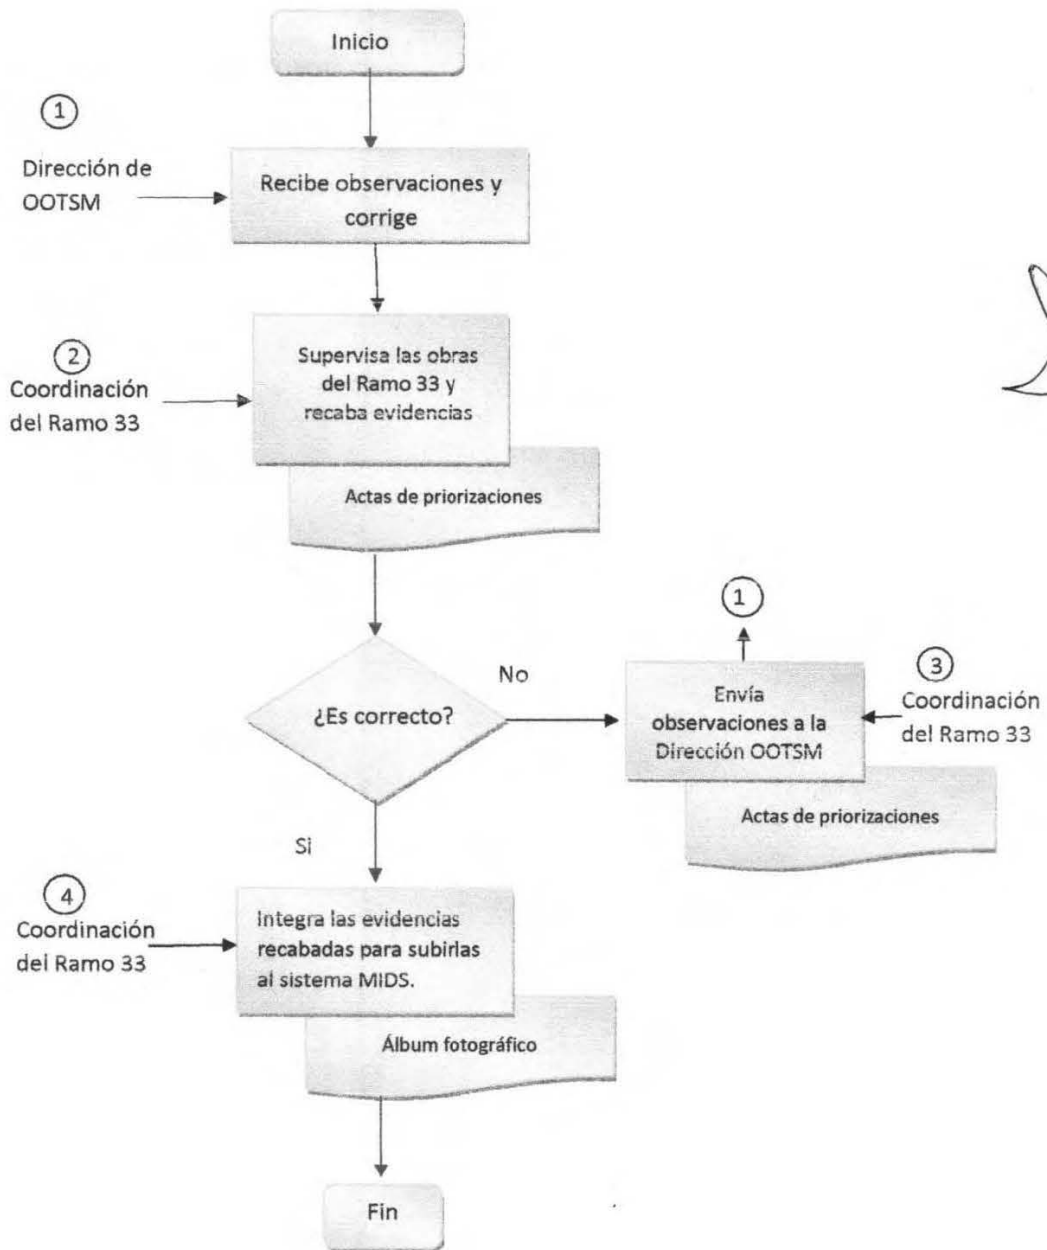 Inicio
1
Dirección de
OOTSM
Recibe observaciones y
corrige
2
Coordinación
del Ramo 33
Supervisa las obras
del Ramo 33 y
recaba evidencias
Actas de priorizaciones
¿Es correcto?
No
1
Envía
observaciones a la
Dirección OOTSM
3
Coordinación
del Ramo 33
Actas de priorizaciones
Si
4
Coordinación
del Ramo 33
Integra las evidencias
recabadas para subirlas
al sistema MIDS.
Álbum fotográfico
Fin